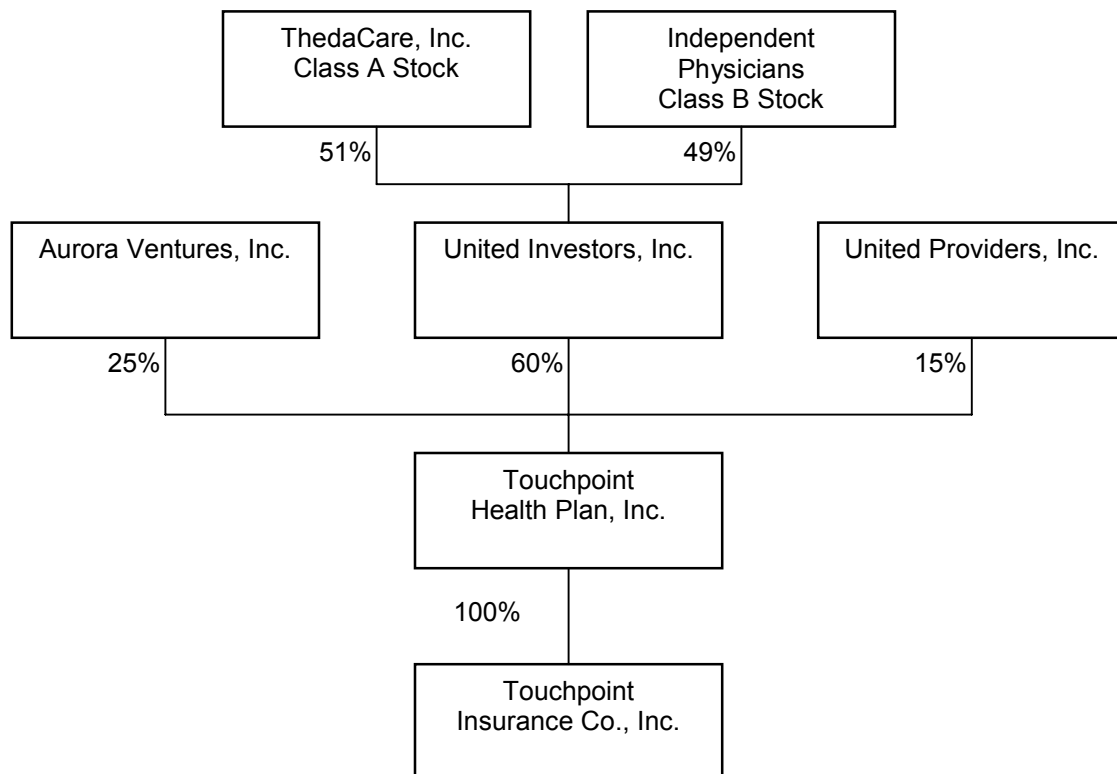 ThedaCare, Inc.
Class A Stock
Independent
Physicians
Class B Stock
51%
49%
Aurora Ventures, Inc.
United Investors, Inc.
United Providers, Inc.
25%
60%
15%
Touchpoint
Health Plan, Inc.
100%
Touchpoint
Insurance Co., Inc.